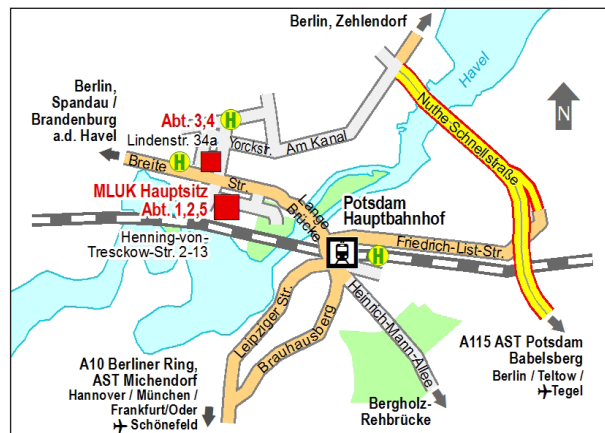 Berlin, Zehlendorf
Havel
Berlin,
Spandau /
Brandenburg
a.d. Havel
Abt. 3,4
H
Lindenstr. 34a
Yorckstr.
Am Kanal
Nuthe-Schnellstraße
N
H
Breite
Str.
MLUK Hauptsitz
Abt. 1,2,5
Lange
Brücke
Potsdam
Hauptbahnhof
Henning-von-
Tresckow-Str. 2-13
Friedrich-List-Str.
H
Leipziger Str.
Brauhausberg
Heinrich-Mann-Allee
A115 AST Potsdam
Babelsberg
Berlin / Teltow /
Tegel
A10 Berliner Ring,
AST Michendorf
Hannover / München /
Frankfurt/Oder
Schönefeld
Bergholz-
Rehbrücke